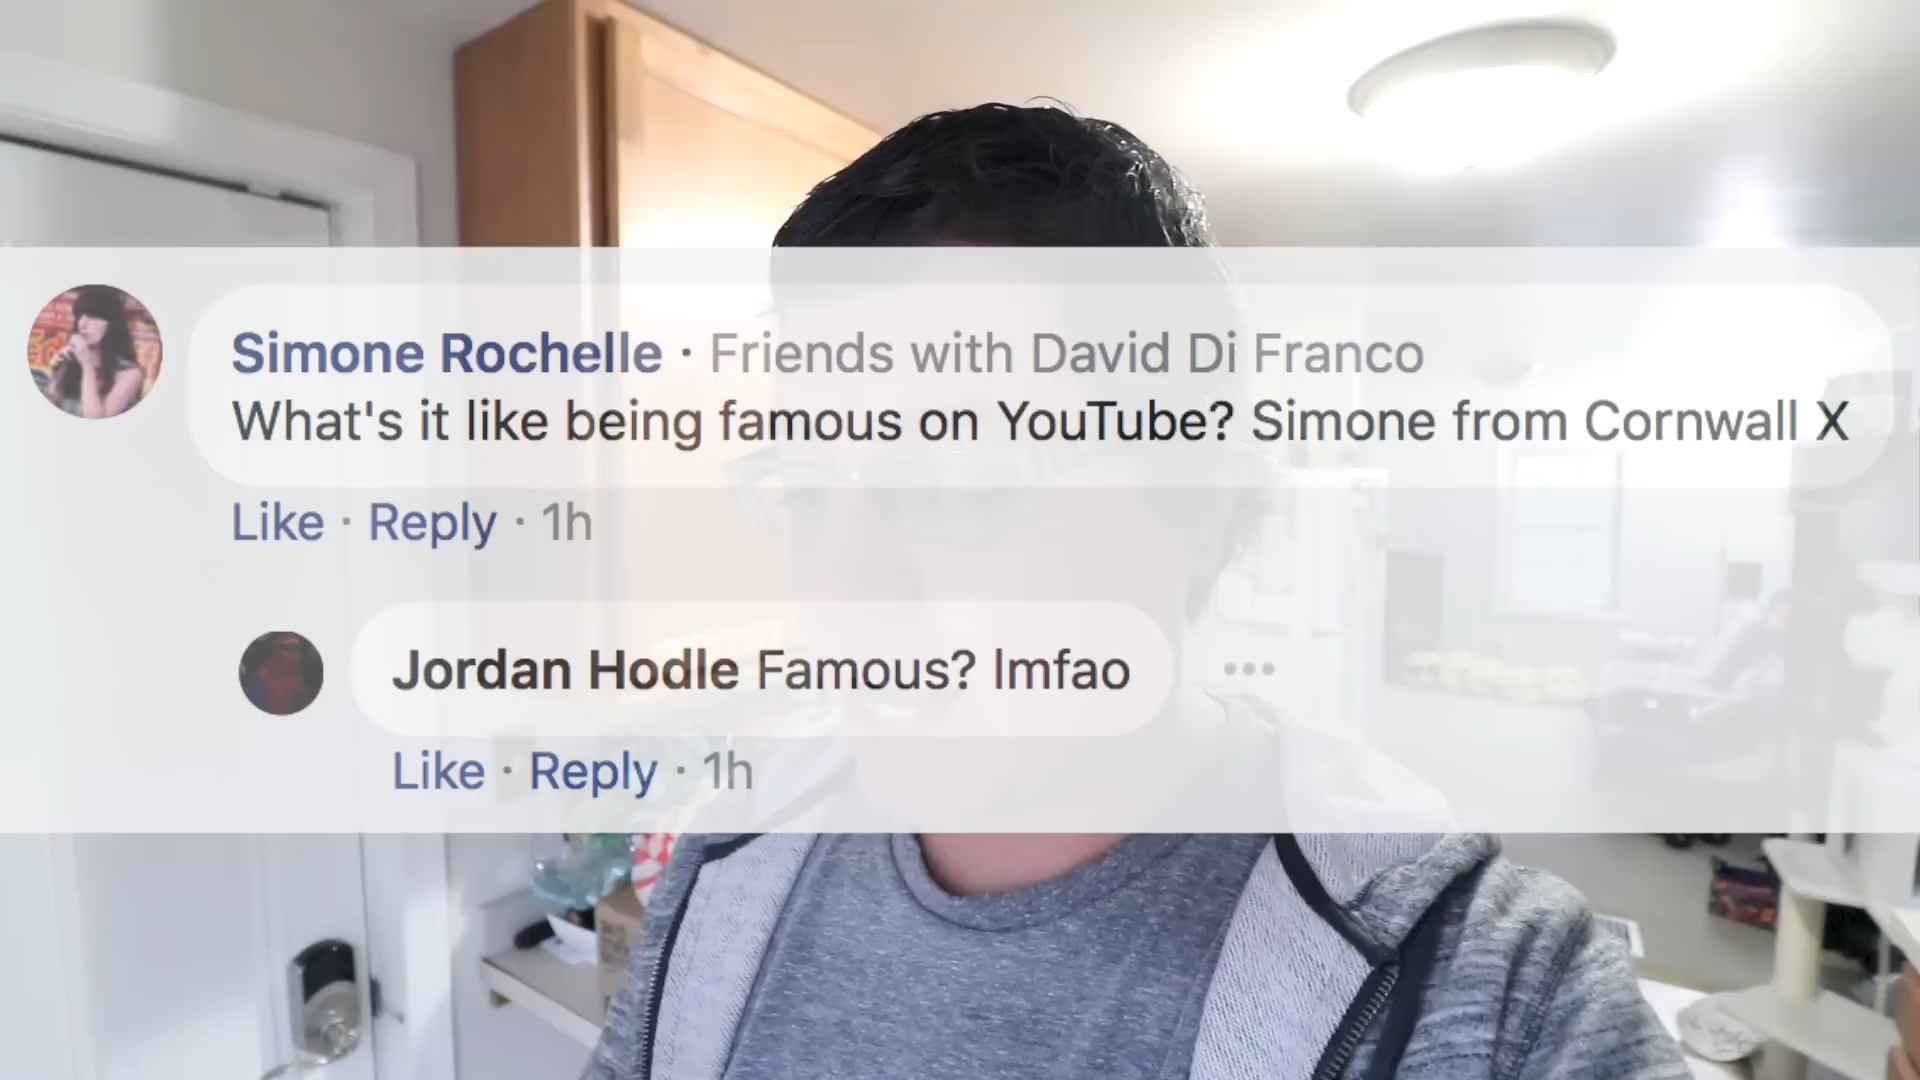 Simone Rochelle · Friends with David Di Franco
What's it like being famous on YouTube? Simone from Cornwall X
Like · Reply · 1h
Jordan Hodle Famous? lmfao
Like · Reply · 1h